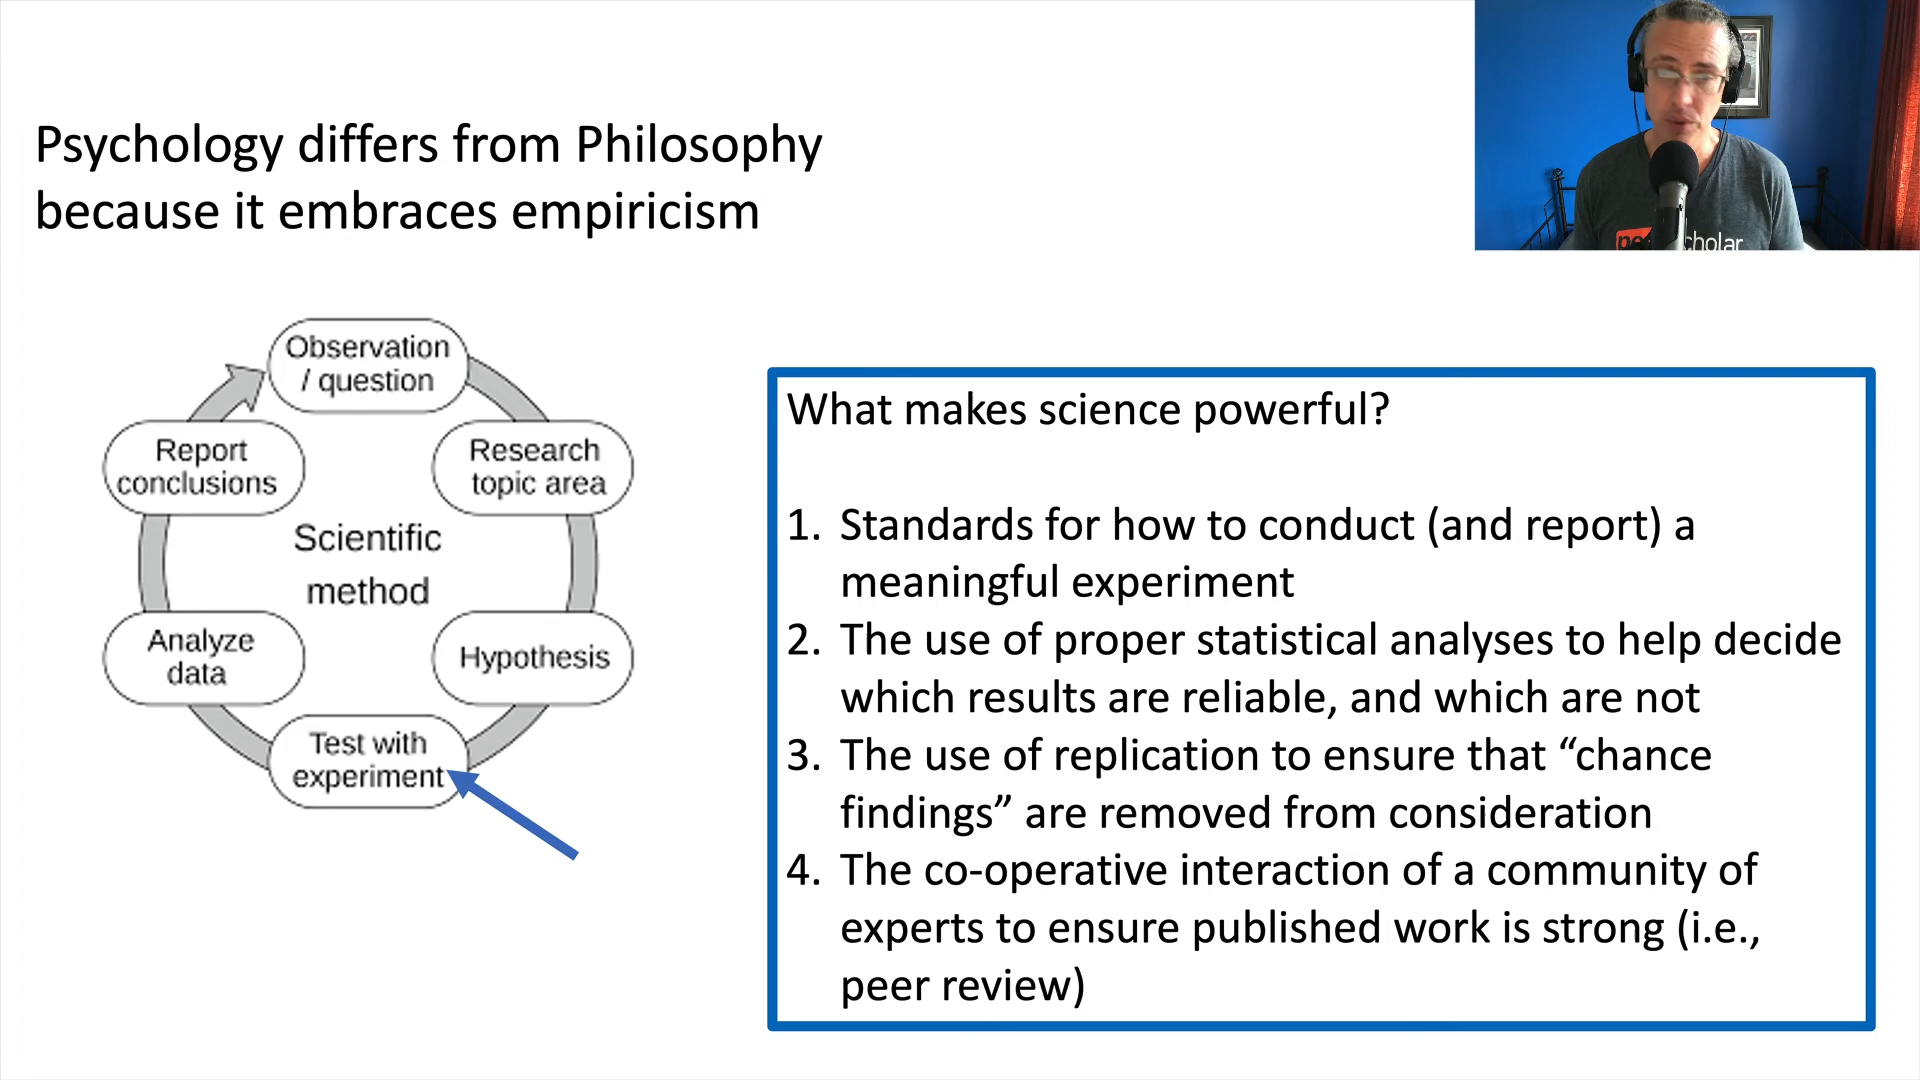 Psychology differs from Philosophy
because it embraces empiricism
Observation
/ question
Research
topic area
Hypothesis
Test with
experiment
Analyze
data
Report
conclusions
Scientific
method
What makes science powerful?
1. Standards for how to conduct (and report) a
meaningful experiment
2. The use of proper statistical analyses to help decide
which results are reliable, and which are not
3. The use of replication to ensure that “chance
findings” are removed from consideration
4. The co-operative interaction of a community of
experts to ensure published work is strong (i.e.,
peer review)